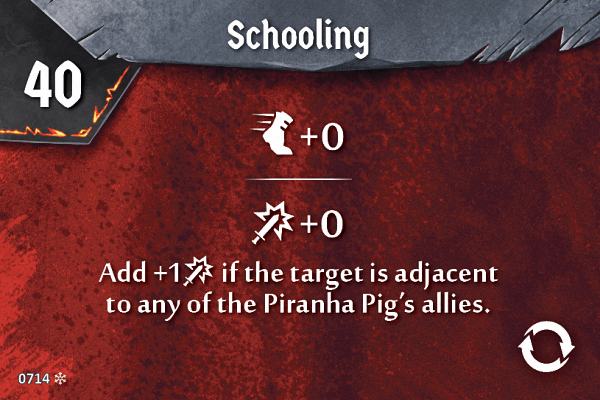 Schooling
40
+0
+0
Add +1 if the target is adjacent
to any of the Piranha Pig's allies.
0714